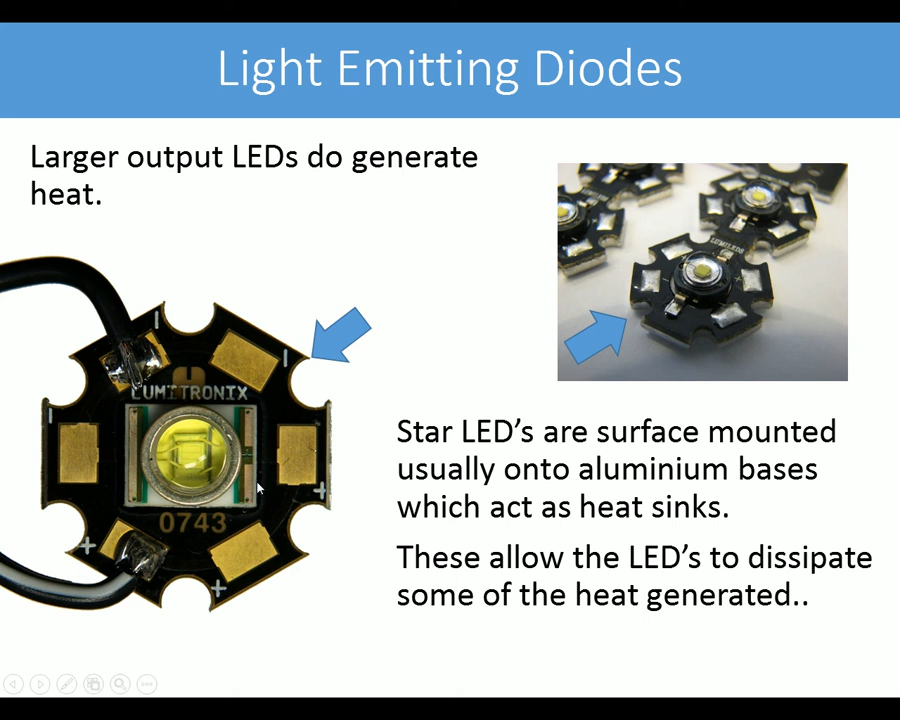 Light Emitting Diodes
Larger output LEDs do generate
heat.
LUMILEDS
LUMITRONIX
0743
Star LED’s are surface mounted
usually onto aluminium bases
which act as heat sinks.
These allow the LED’s to dissipate
some of the heat generated..